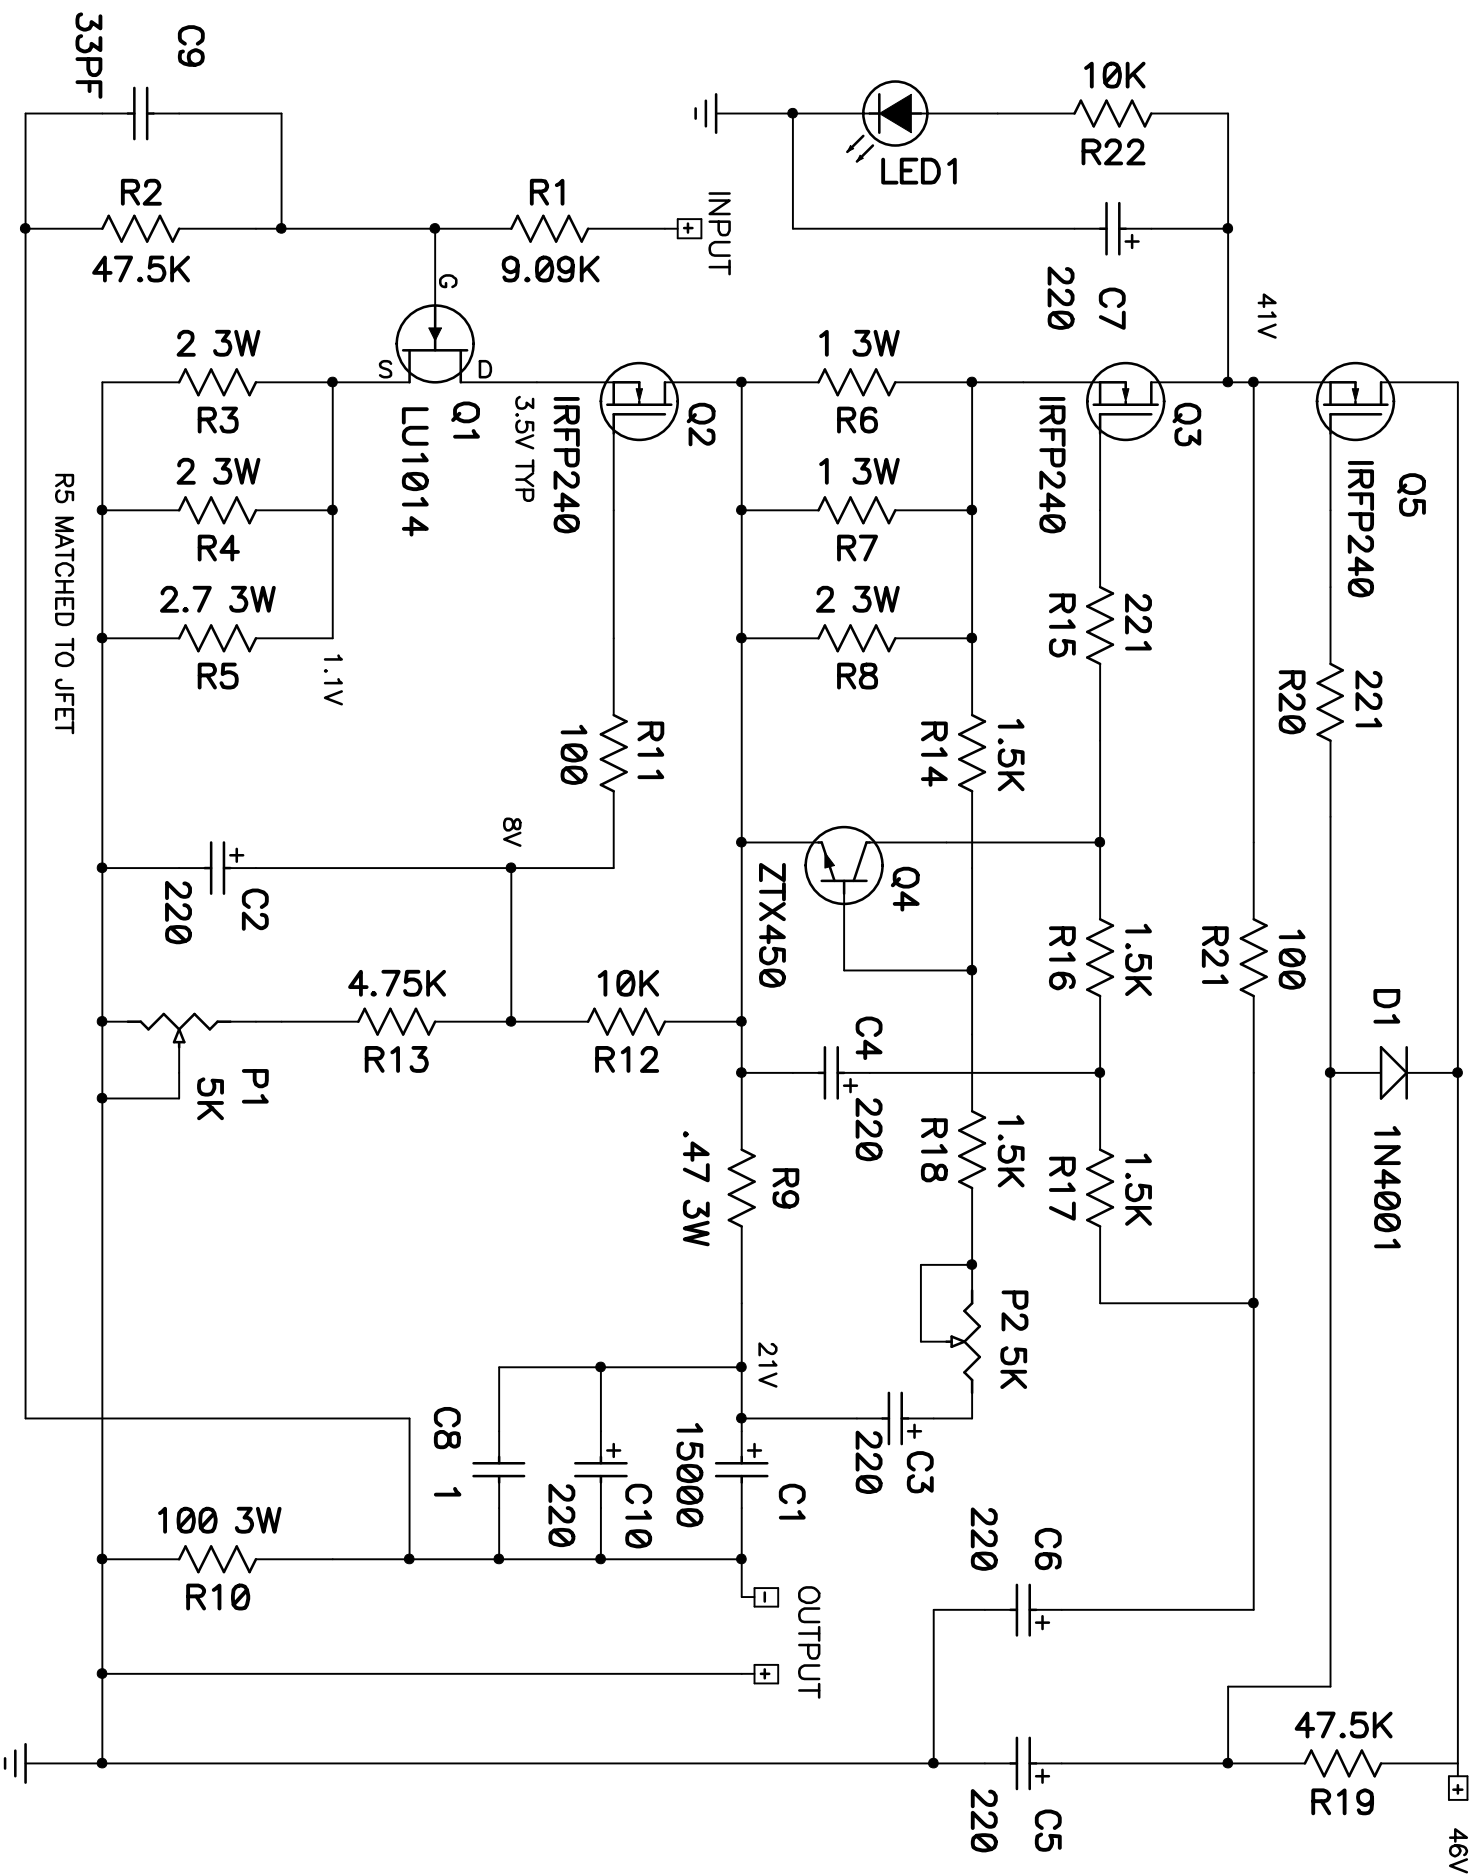 C9
33PF
R2
47.5K
R1
9.09K
INPUT
10K
R22
LED1
C7
220
41V
2 3W
R3
2 3W
R4
2.7 3W
R5
1.1V
R5 MATCHED TO JFET
G
S
D
Q1
LU1014
3.5V TYP
Q2
IRFP240
1 3W
R6
1 3W
R7
2 3W
R8
Q3
IRFP240
Q5
IRFP240
221
R15
221
R20
R11
100
1.5K
R14
8V
C2
220
Q4
ZTX450
1.5K
R16
100
R21
D1
1N4001
4.75K
R13
10K
R12
P1
5K
C4
220
R9
.47 3W
1.5K
R18
1.5K
R17
P2 5K
21V
C8
1
C10
220
C1
15000
C3
220
100 3W
R10
OUTPUT
C6
220
C5
220
47.5K
R19
46V